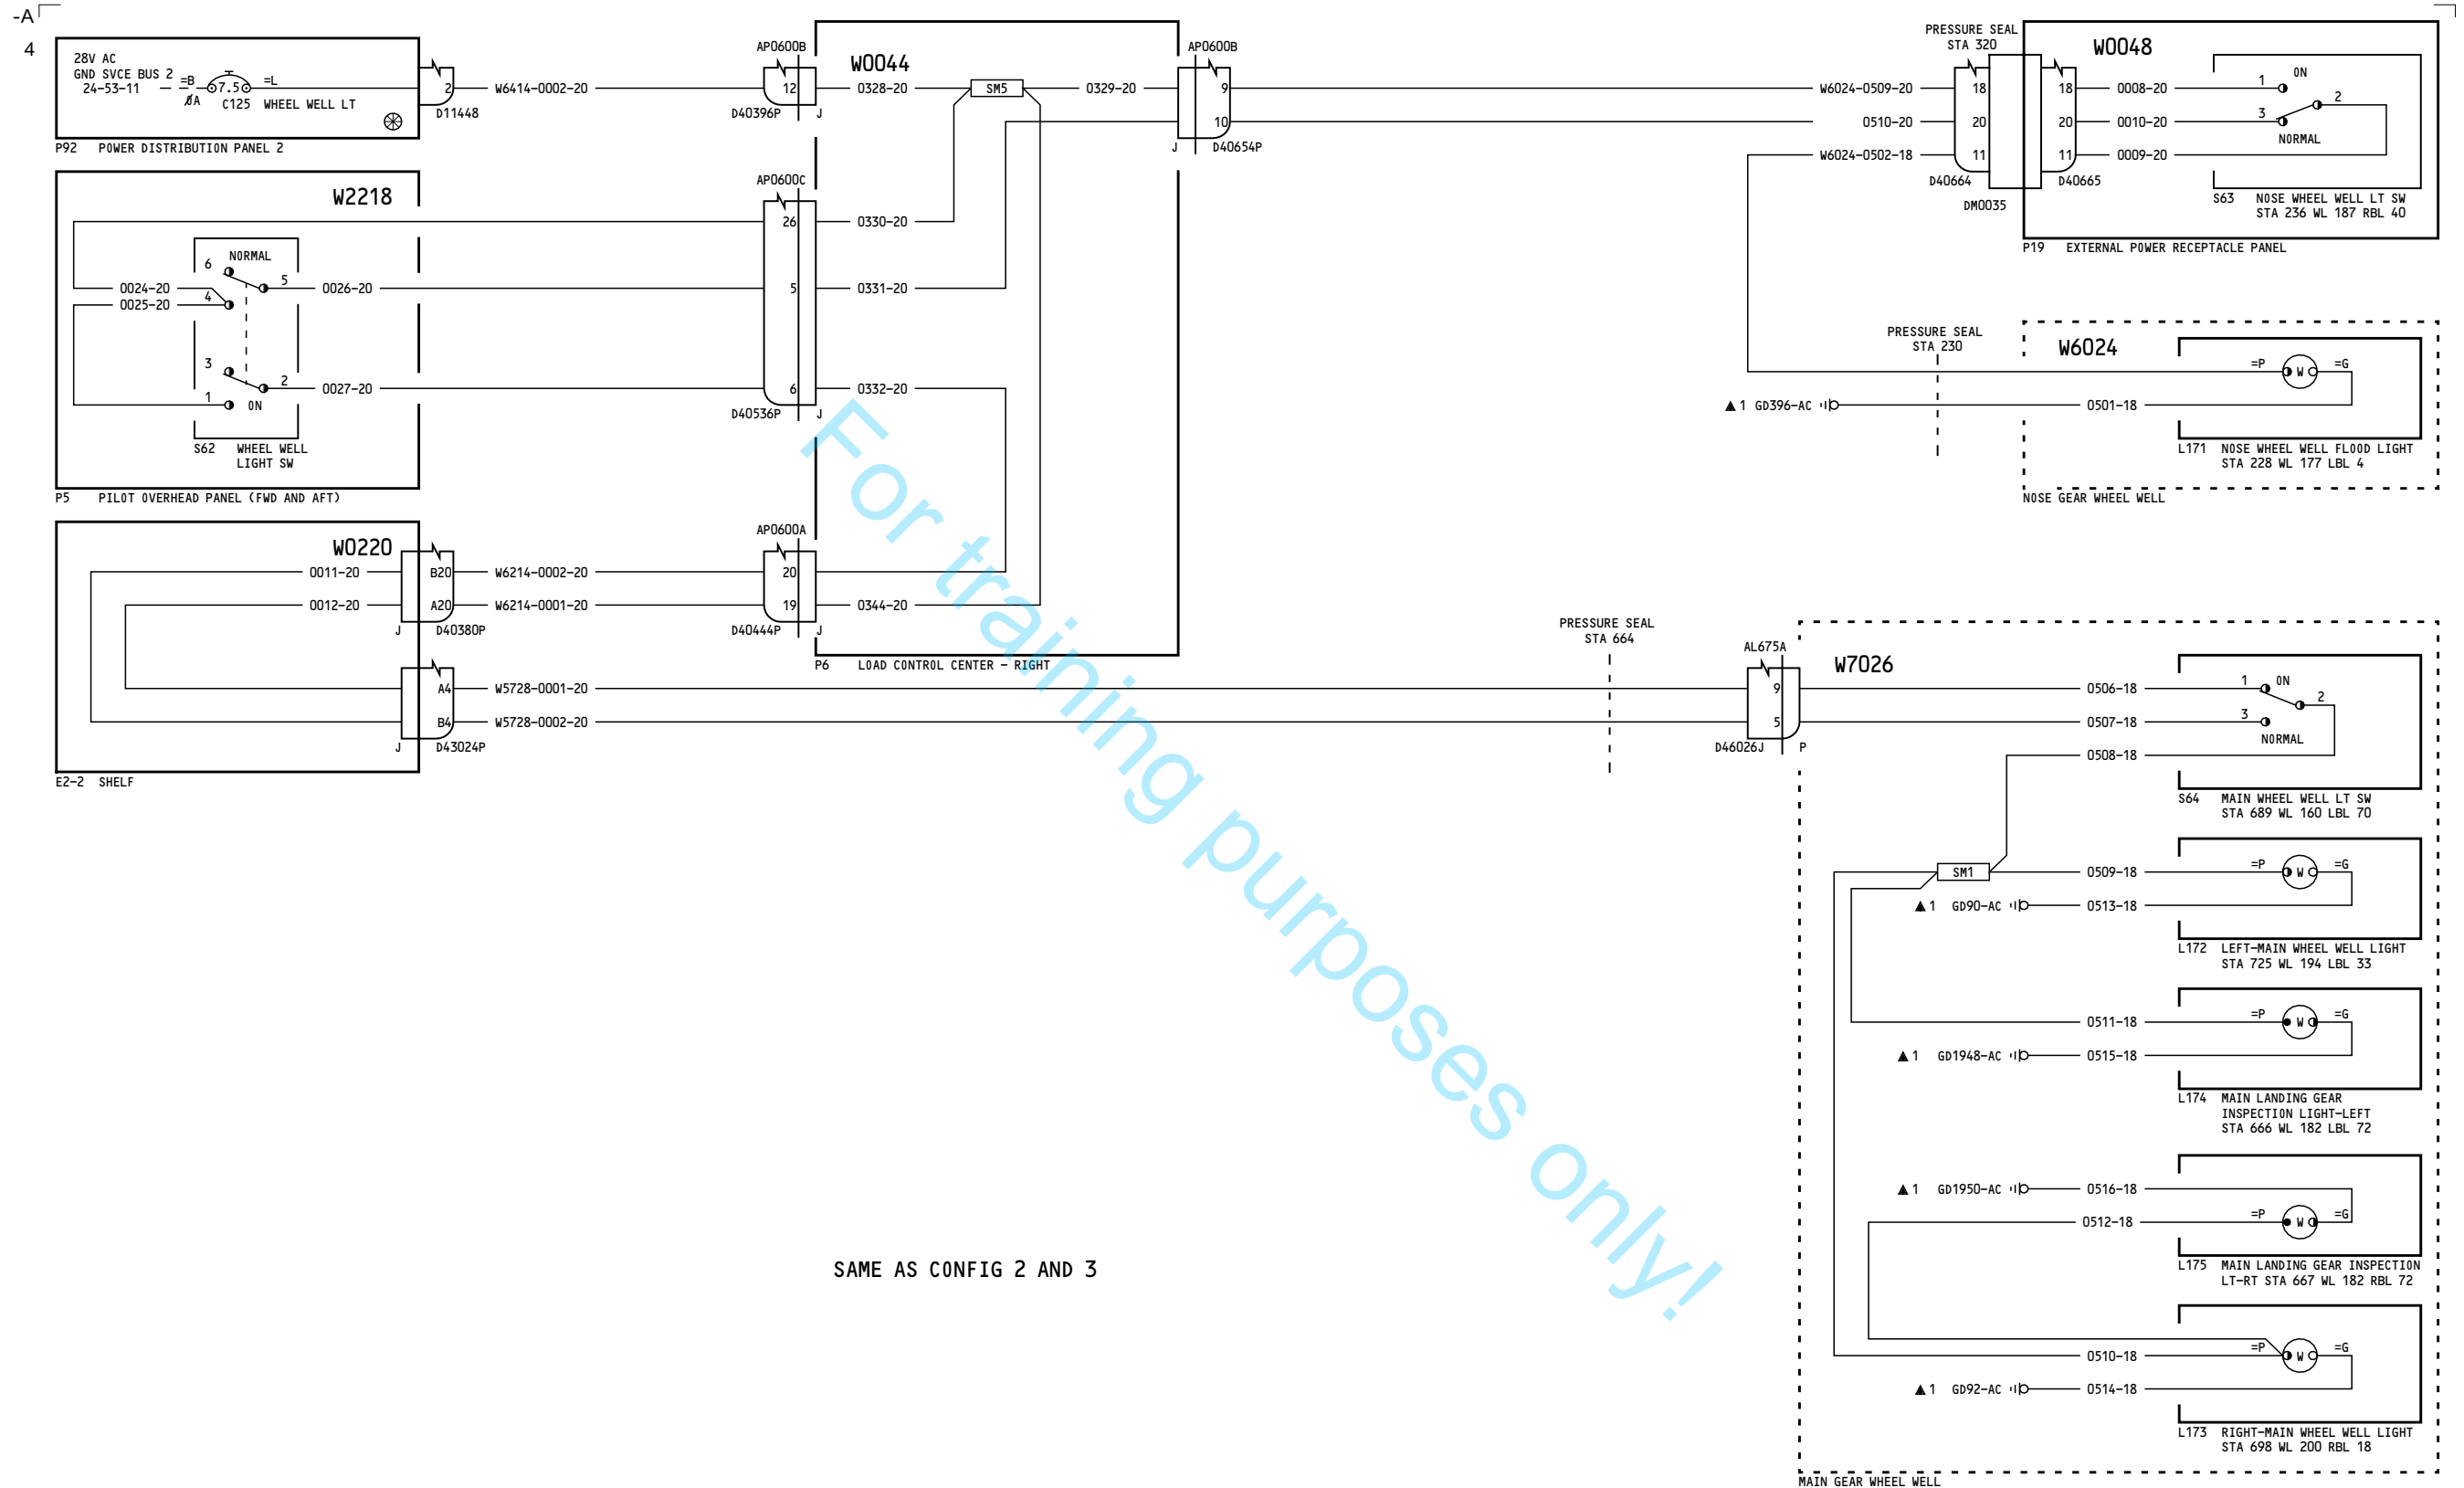 -A
4
28V AC
GND SVCE BUS 2
24-53-11
=B
ØA
7.5
=L
C125 WHEEL WELL LT
P92 POWER DISTRIBUTION PANEL 2
2
D11448
W6414-0002-20
AP0600B
12
D40396P J
W0044
0328-20
SM5
0329-20
AP0600B
9
10
J D40654P
W6024-0509-20
0510-20
W6024-0502-18
PRESSURE SEAL
STA 320
18
20
11
D40664
DM0035
18
20
11
D40665
W0048
0008-20
0010-20
0009-20
1
ON
2
3
NORMAL
S63 NOSE WHEEL WELL LT SW
STA 236 WL 187 RBL 40
P19 EXTERNAL POWER RECEPTACLE PANEL
W2218
NORMAL
6
5
4
0024-20
0025-20
0026-20
3
2
1
ON
0027-20
S62 WHEEL WELL
LIGHT SW
P5 PILOT OVERHEAD PANEL (FWD AND AFT)
AP0600C
26
5
6
D40536P J
0330-20
0331-20
0332-20
PRESSURE SEAL
STA 230
1 GD396-AC
0501-18
W6024
=P
W
=G
L171 NOSE WHEEL WELL FLOOD LIGHT
STA 228 WL 177 LBL 4
NOSE GEAR WHEEL WELL
W0220
0011-20
0012-20
B20
A20
J D40380P
W6214-0002-20
W6214-0001-20
AP0600A
20
19
D40444P J
0344-20
P6 LOAD CONTROL CENTER - RIGHT
A4
B4
J D43024P
W5728-0001-20
W5728-0002-20
E2-2 SHELF
PRESSURE SEAL
STA 664
AL675A
9
5
D46026J P
W7026
0506-18
0507-18
0508-18
1
ON
2
3
NORMAL
S64 MAIN WHEEL WELL LT SW
STA 689 WL 160 LBL 70
SM1
0509-18
=P
W
=G
1 GD90-AC
0513-18
L172 LEFT-MAIN WHEEL WELL LIGHT
STA 725 WL 194 LBL 33
0511-18
=P
W
=G
1 GD1948-AC
0515-18
L174 MAIN LANDING GEAR
INSPECTION LIGHT-LEFT
STA 666 WL 182 LBL 72
1 GD1950-AC
0516-18
0512-18
=P
W
=G
L175 MAIN LANDING GEAR INSPECTION
LT-RT STA 667 WL 182 RBL 72
0510-18
=P
W
=G
1 GD92-AC
0514-18
L173 RIGHT-MAIN WHEEL WELL LIGHT
STA 698 WL 200 RBL 18
MAIN GEAR WHEEL WELL
SAME AS CONFIG 2 AND 3
For training purposes only!